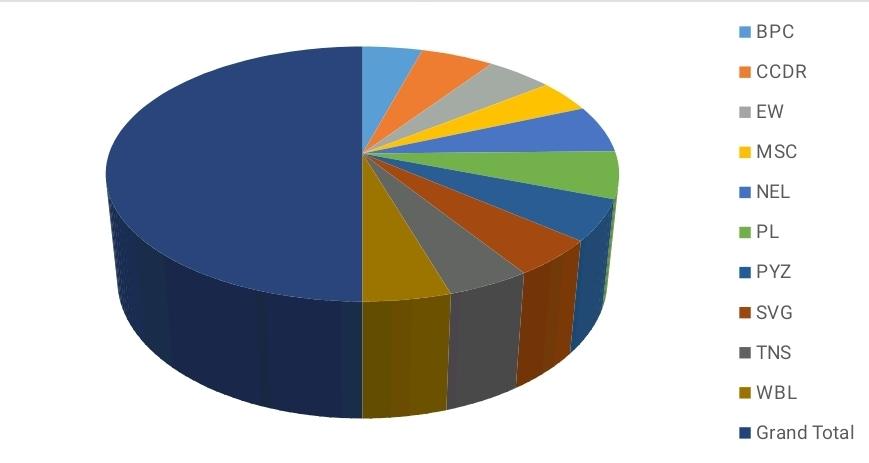 BPC
CCDR
EW
MSC
NEL
PL
PYZ
SVG
TNS
WBL
Grand Total